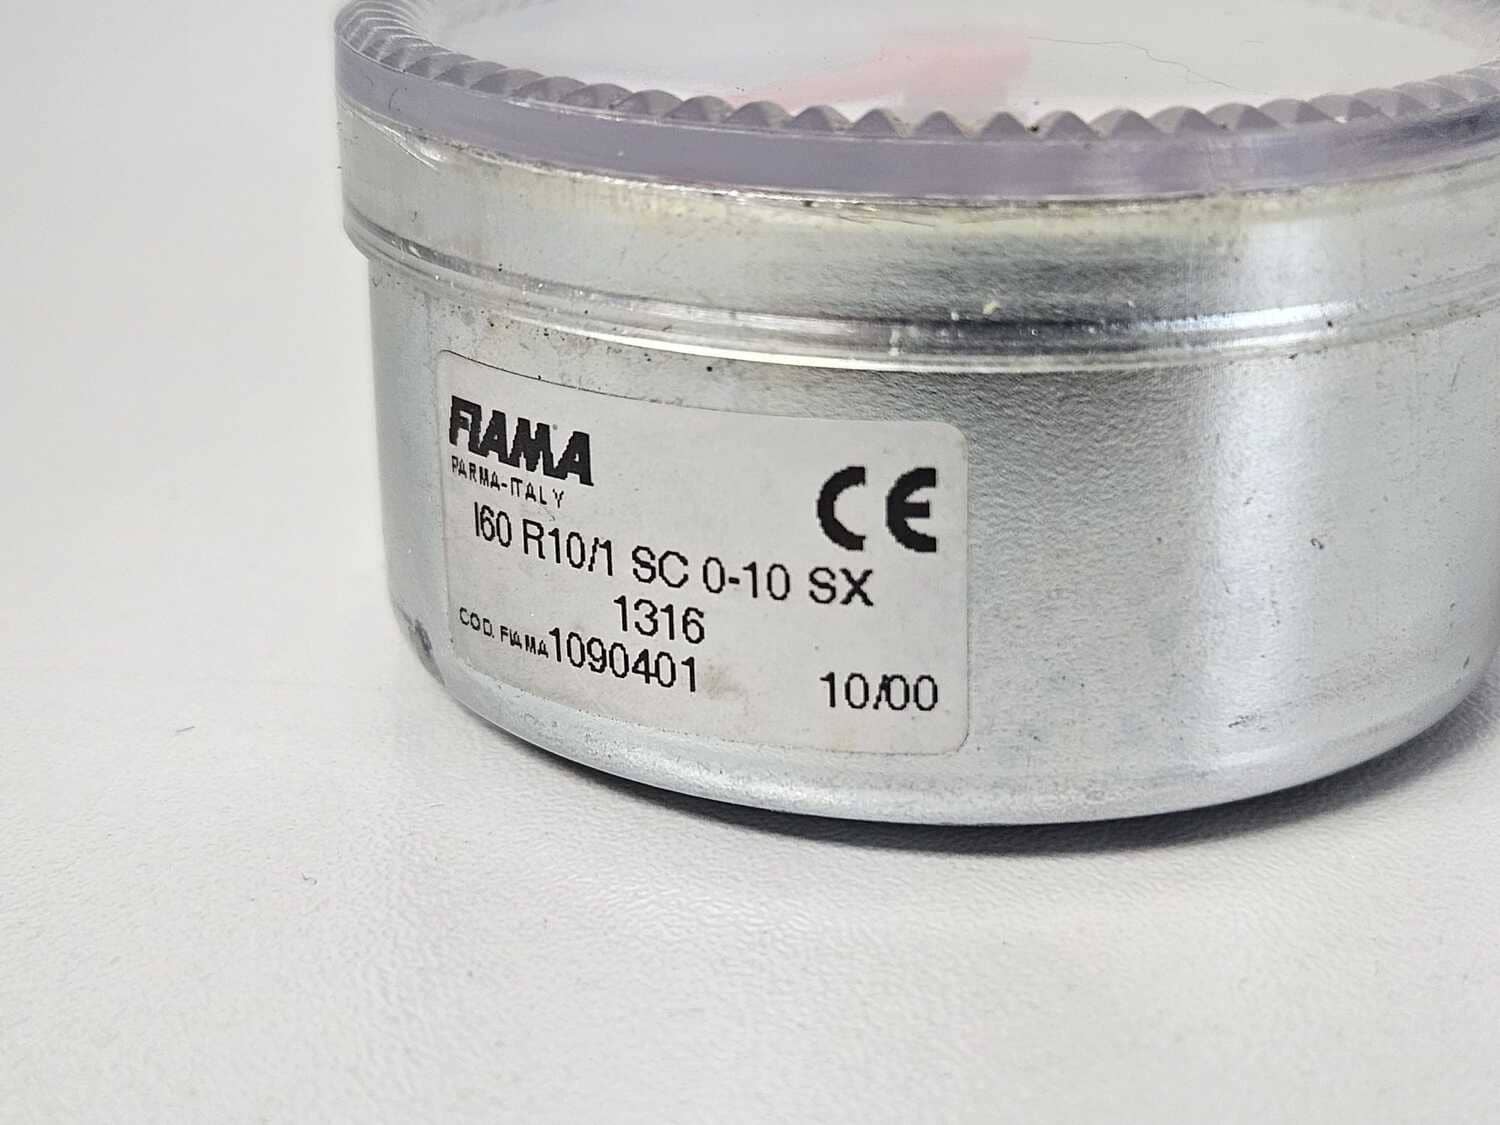 FIAMA
PARMA-ITALY
CE
I60 R10/1 SC 0-10 SX
1316
COD. FIAMA 1090401
10/00